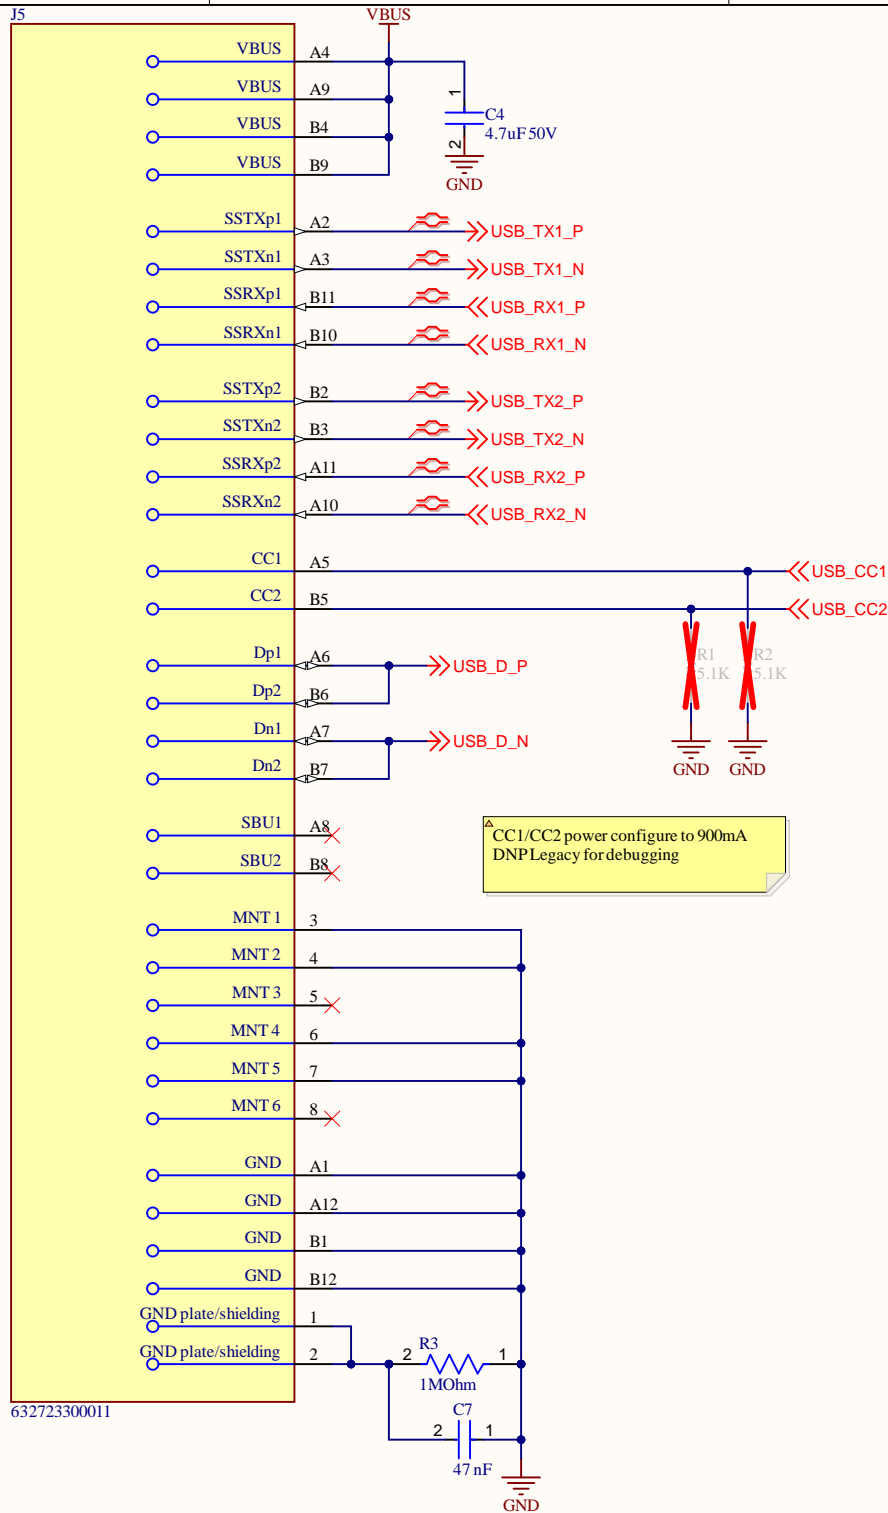 J5
VBUS
VBUS A4
VBUS A9
VBUS B4
VBUS B9
1
C4
4.7uF 50V
2
GND
SSTXp1 A2 USB_TX1_P
SSTXn1 A3 USB_TX1_N
SSRXp1 B11 USB_RX1_P
SSRXn1 B10 USB_RX1_N
SSTXp2 B2 USB_TX2_P
SSTXn2 B3 USB_TX2_N
SSRXp2 A11 USB_RX2_P
SSRXn2 A10 USB_RX2_N
CC1 A5 USB_CC1
CC2 B5 USB_CC2
R1
5.1K
R2
5.1K
GND
GND
Dp1 A6 USB_D_P
Dp2 B6
Dn1 A7 USB_D_N
Dn2 B7
SBU1 A8
SBU2 B8
CC1/CC2 power configure to 900mA
DNP Legacy for debugging
MNT 1 3
MNT 2 4
MNT 3 5
MNT 4 6
MNT 5 7
MNT 6 8
GND A1
GND A12
GND B1
GND B12
GND plate/shielding 1
GND plate/shielding 2
R3
2 1
1MOhm
C7
2 1
47 nF
GND
632723300011